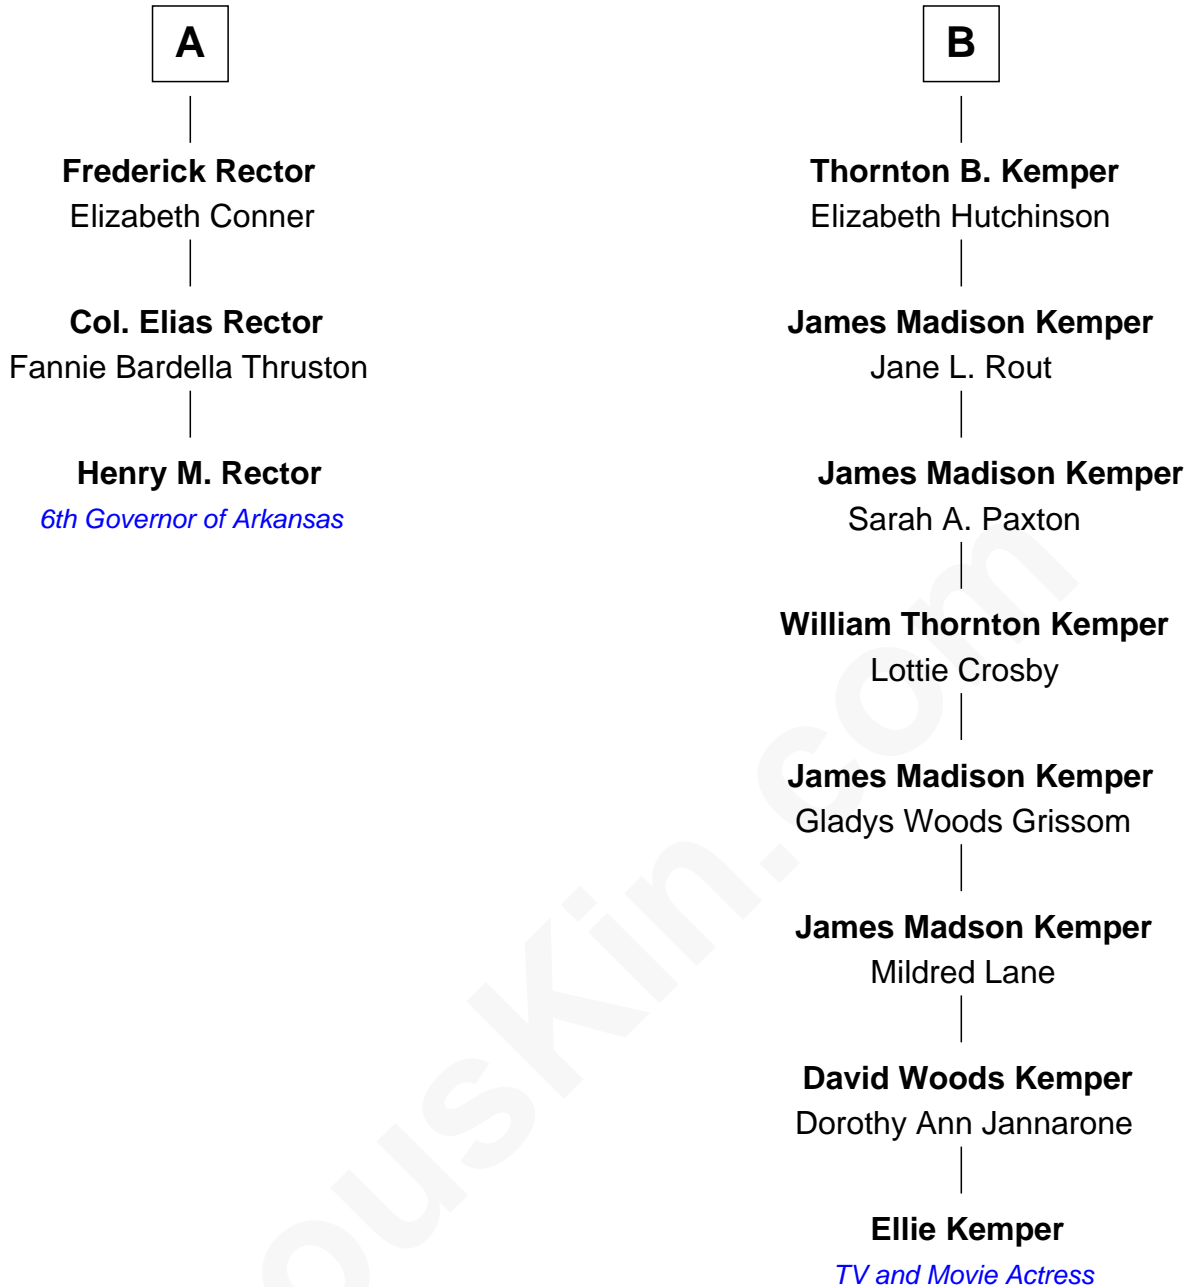 A
Frederick Rector
Elizabeth Conner
Col. Elias Rector
Fannie Bardella Thruston
Henry M. Rector
6th Governor of Arkansas
B
Thornton B. Kemper
Elizabeth Hutchinson
James Madison Kemper
Jane L. Rout
James Madison Kemper
Sarah A. Paxton
William Thornton Kemper
Lottie Crosby
James Madison Kemper
Gladys Woods Grissom
James Madson Kemper
Mildred Lane
David Woods Kemper
Dorothy Ann Jannarone
Ellie Kemper
TV and Movie Actress
ousKin.com